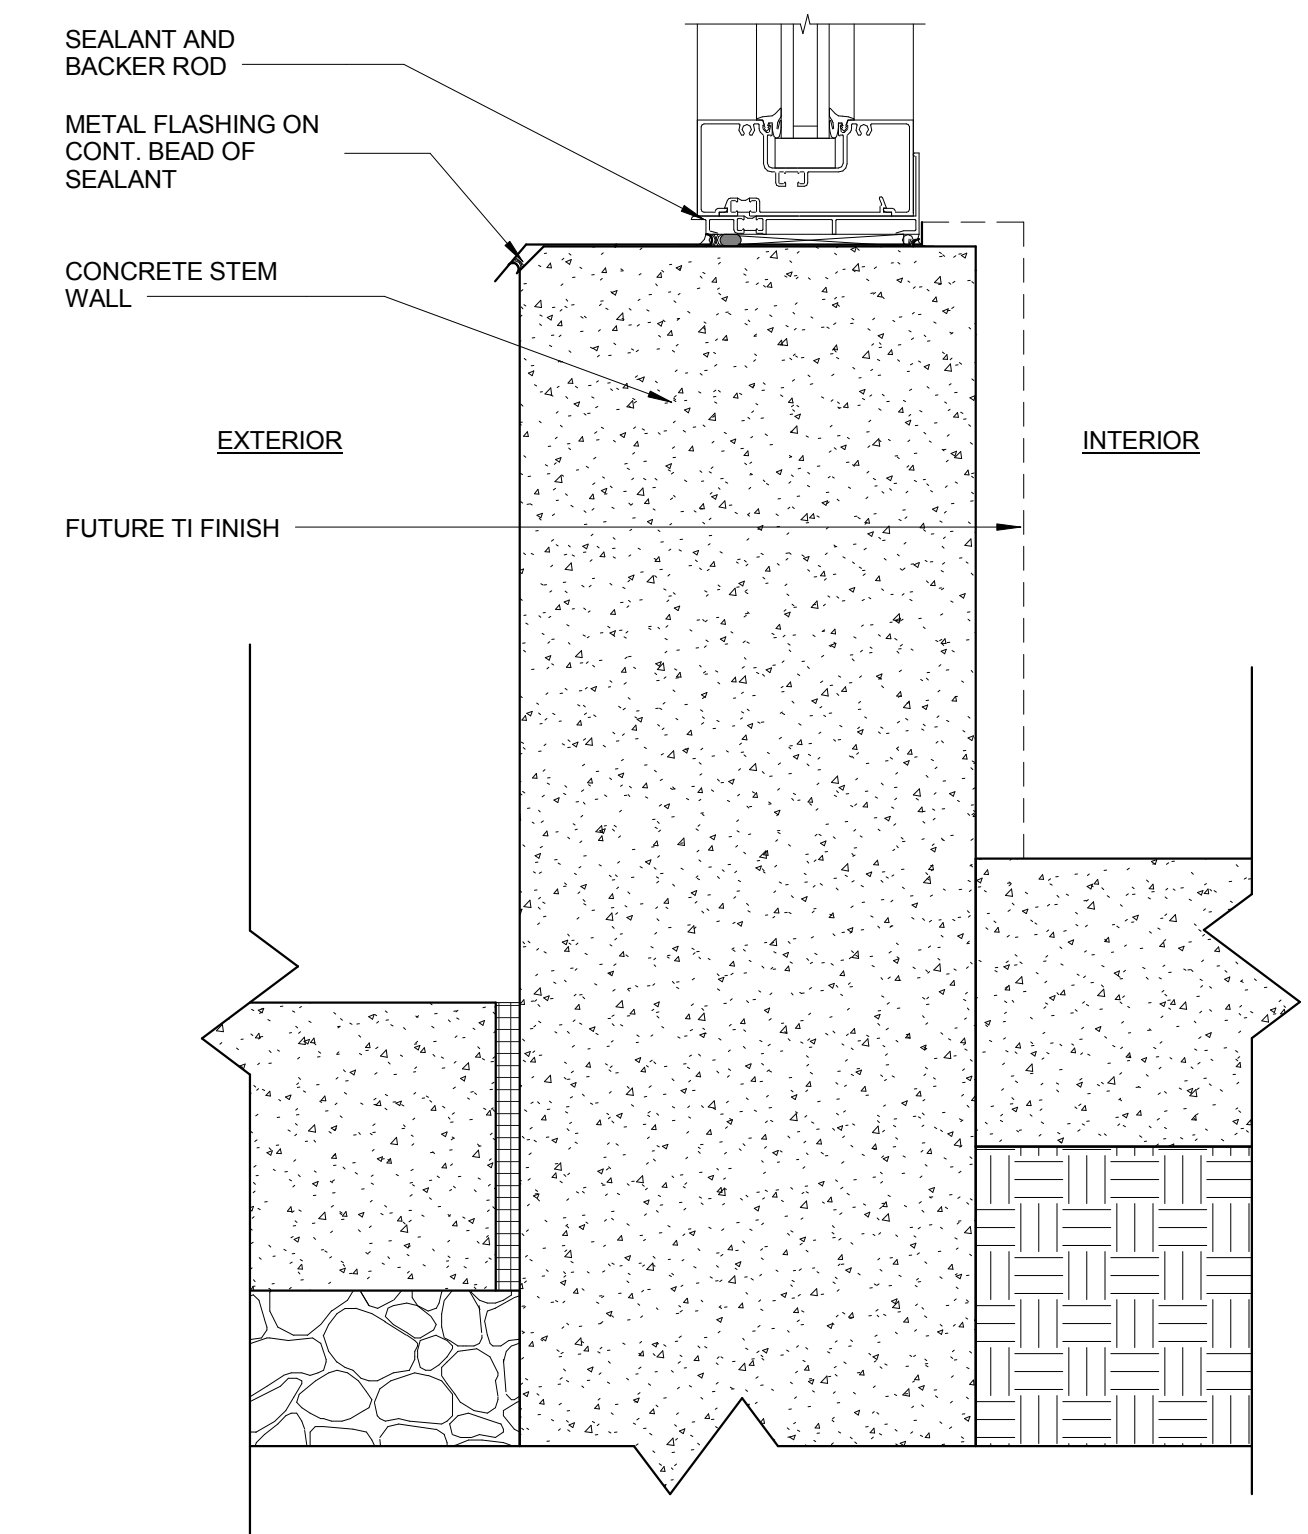 SEALANT AND
BACKER ROD
METAL FLASHING ON
CONT. BEAD OF
SEALANT
CONCRETE STEM
WALL
EXTERIOR
INTERIOR
FUTURE TI FINISH